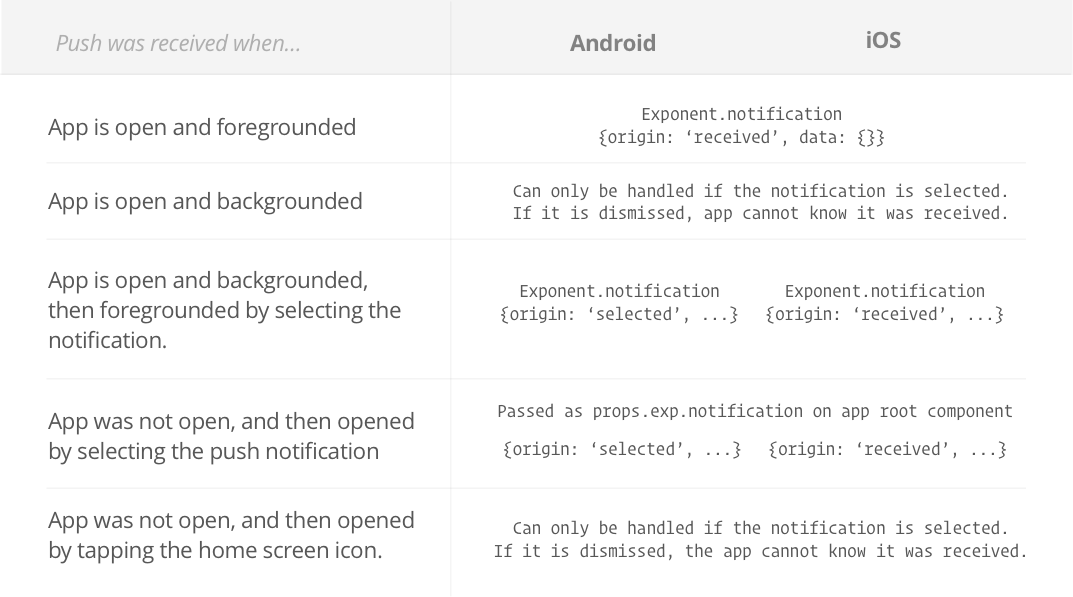 Push was received when...
Android
iOS
App is open and foregrounded
Exponent.notification
{origin: ‘received’, data: {}}
App is open and backgrounded
Can only be handled if the notification is selected.
If it is dismissed, app cannot know it was received.
App is open and backgrounded,
then foregrounded by selecting the
notification.
Exponent.notification
{origin: ‘selected’, ...}
Exponent.notification
{origin: ‘received’, ...}
App was not open, and then opened
by selecting the push notification
Passed as props.exp.notification on app root component
{origin: ‘selected’, ...}
{origin: ‘received’, ...}
App was not open, and then opened
by tapping the home screen icon.
Can only be handled if the notification is selected.
If it is dismissed, the app cannot know it was received.